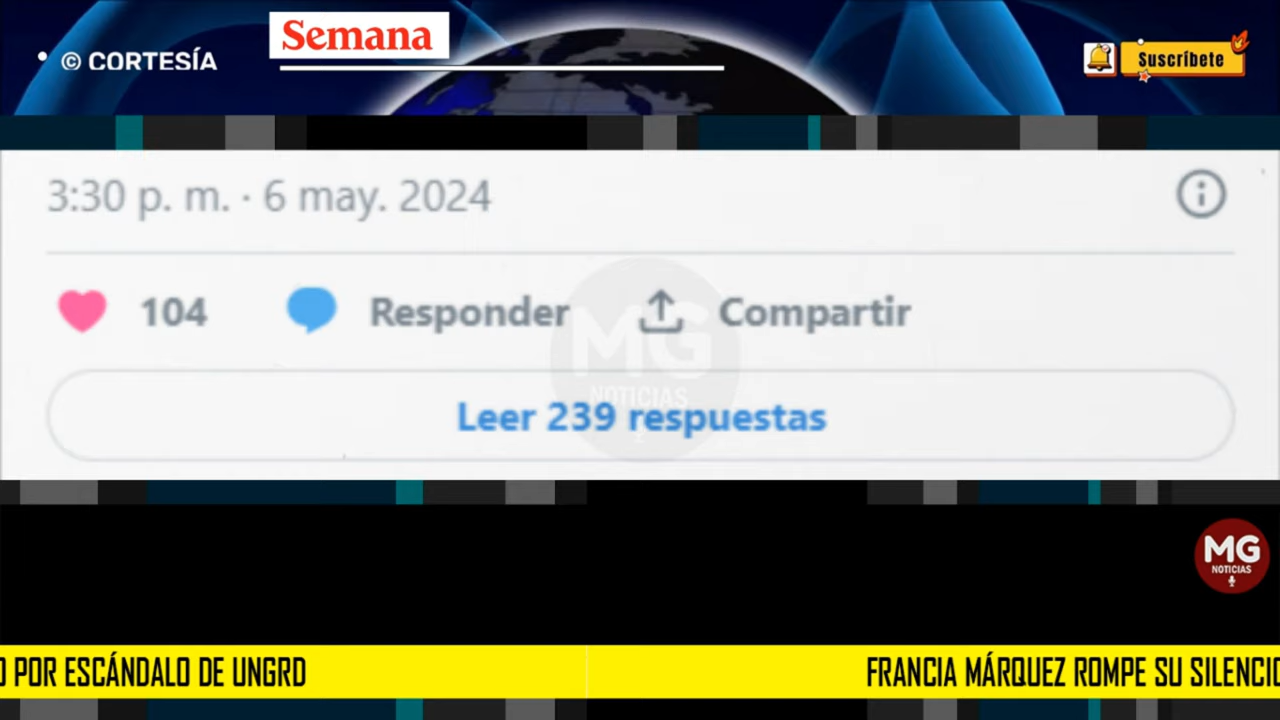 © CORTESÍA
Semana
Suscríbete
3:30 p. m. · 6 may. 2024
104 Responder Compartir
MG
NOTICIAS
Leer 239 respuestas
MG
NOTICIAS
POR ESCÁNDALO DE UNGRD FRANCIA MÁRQUEZ ROMPE SU SILENCIO